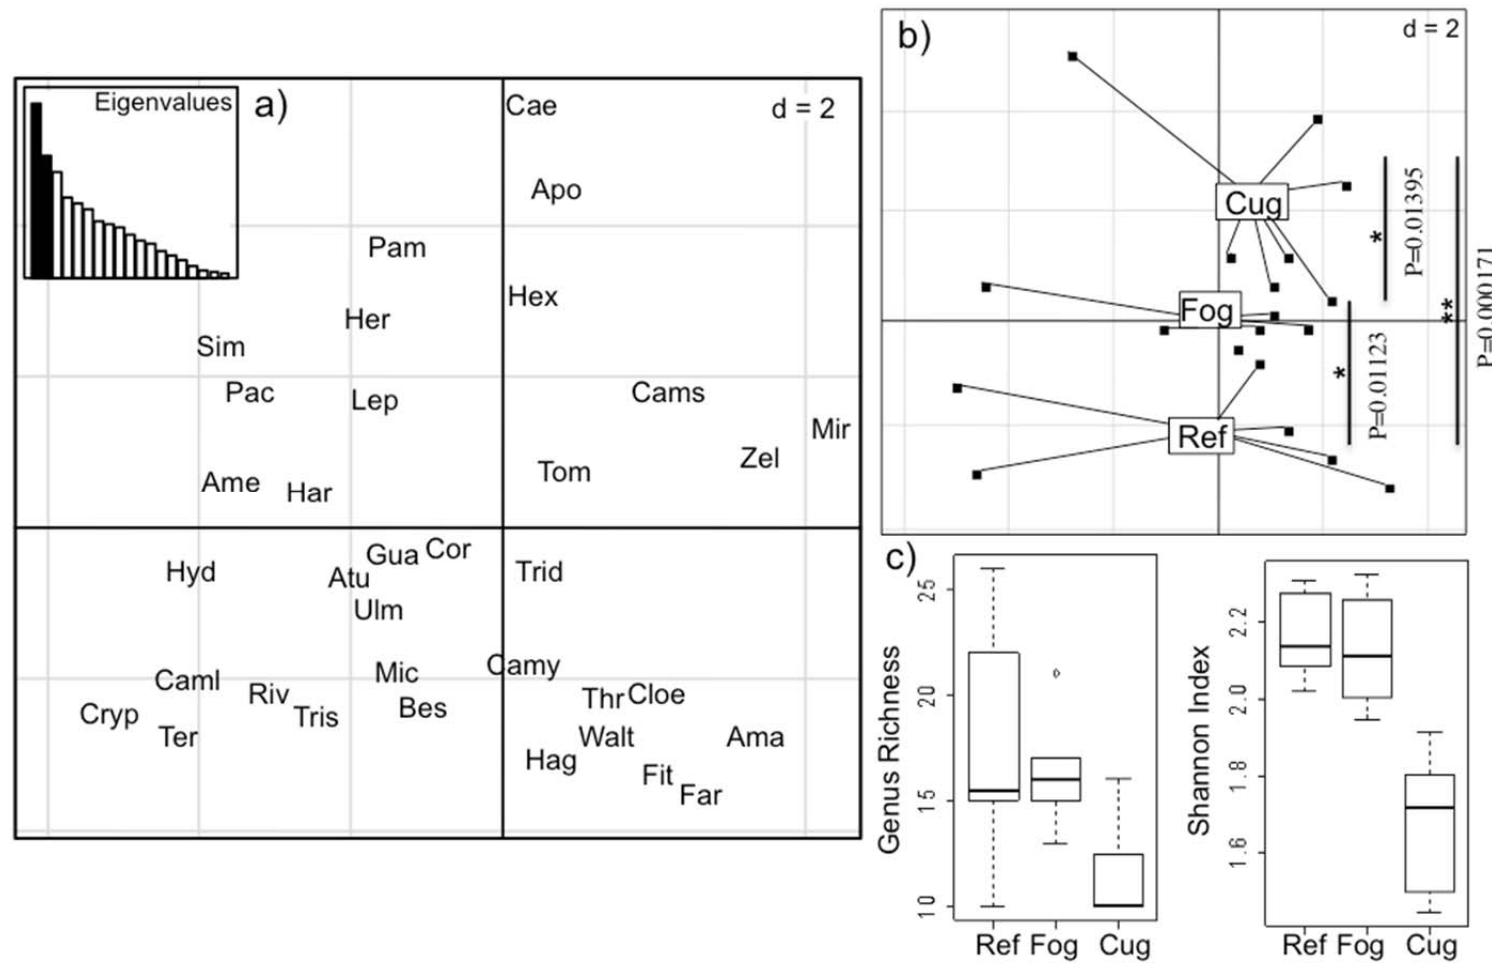 Eigenvalues
a)
d = 2
Cae
Apo
Pam
Hex
Her
Sim
Pac
Lep
Cams
Mir
Zel
Tom
Ame
Har
Gua
Cor
Hyd
Atu
Trid
Ulm
Camy
Mic
Caml
Riv
Thr
Cloe
Bes
Cryp
Tris
Ter
Walt
Ama
Hag
Fit
Far
b)
d = 2
Cug
Fog
Ref
*
P=0.01395
*
P=0.01123
**
P=0.000171
c)
Genus Richness
25
20
15
10
Ref Fog Cug
Shannon Index
2.2
2.0
1.8
1.6
Ref Fog Cug